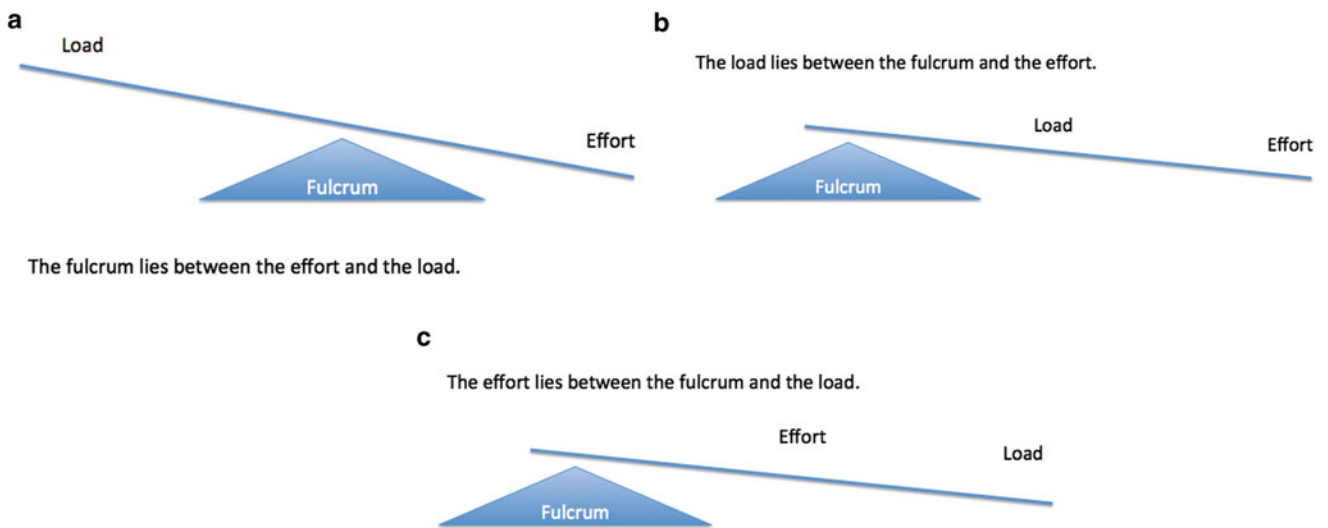 a
Load
Effort
Fulcrum
The fulcrum lies between the effort and the load.
b
The load lies between the fulcrum and the effort.
Load
Effort
Fulcrum
c
The effort lies between the fulcrum and the load.
Effort
Load
Fulcrum